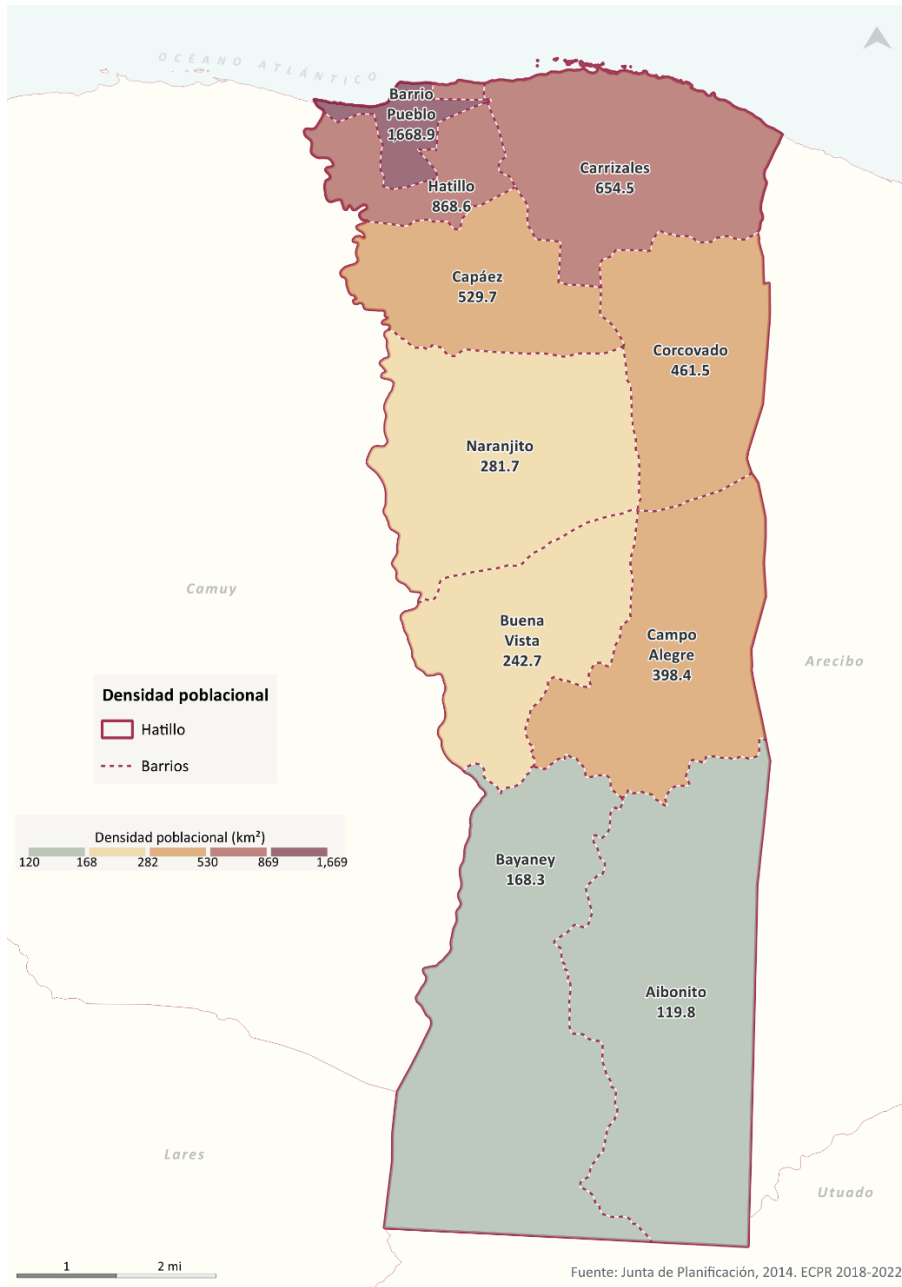 OCÉANO ATLÁNTICO
Barrio
Pueblo
1668.9
Carrizales
654.5
Hatillo
868.6
Capáez
529.7
Corcovado
461.5
Naranjito
281.7
Camuy
Buena
Vista
242.7
Campo
Alegre
398.4
Arecibo
Densidad poblacional
Hatillo
Barrios
Densidad poblacional (km²)
120 168 282 530 869 1,669
Bayaney
168.3
Aibonito
119.8
Lares
Utuado
1 2 mi
Fuente: Junta de Planificación, 2014. ECPR 2018-2022